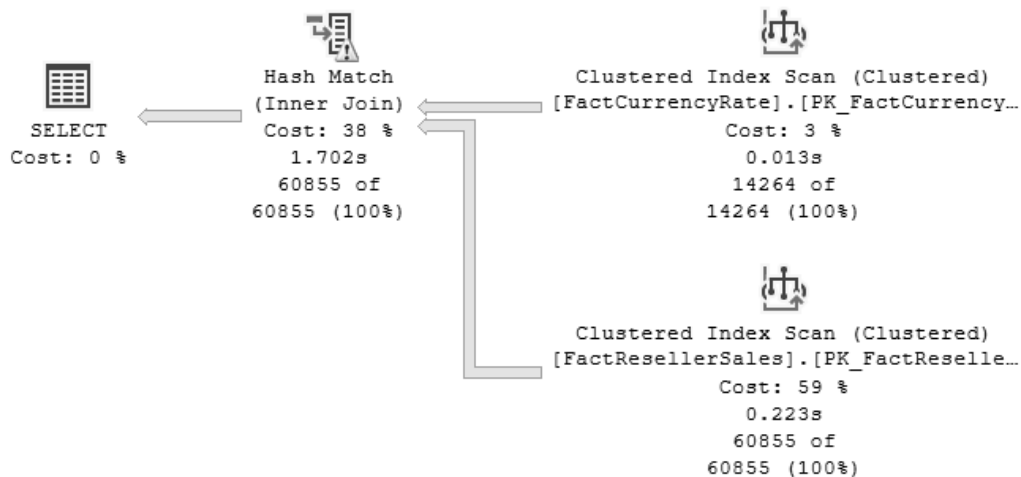 SELECT
Cost: 0 %
Hash Match
(Inner Join)
Cost: 38 %
1.702s
60855 of
60855 (100%)
Clustered Index Scan (Clustered)
[FactCurrencyRate].[PK_FactCurrency…
Cost: 3 %
0.013s
14264 of
14264 (100%)
Clustered Index Scan (Clustered)
[FactResellerSales].[PK_FactReselle…
Cost: 59 %
0.223s
60855 of
60855 (100%)